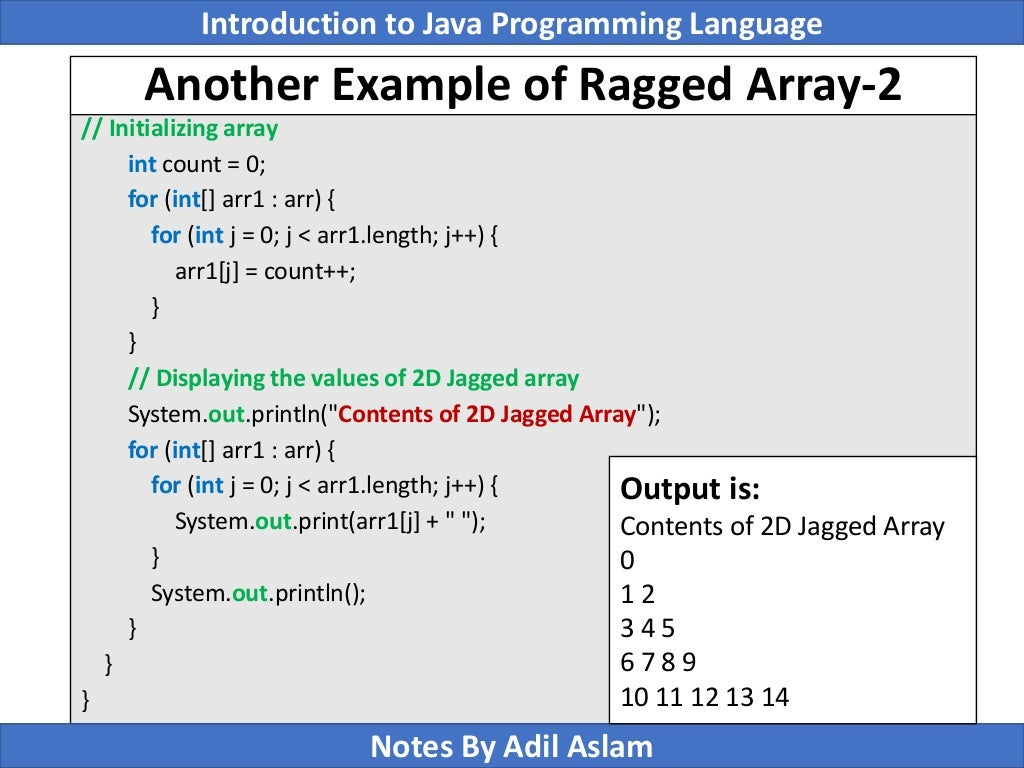 Introduction to Java Programming Language
Another Example of Ragged Array-2
// Initializing array
int count = 0;
for (int[] arr1 : arr) {
for (int j = 0; j < arr1.length; j++) {
arr1[j] = count++;
}
}
// Displaying the values of 2D Jagged array
System.out.println("Contents of 2D Jagged Array");
for (int[] arr1 : arr) {
for (int j = 0; j < arr1.length; j++) {
System.out.print(arr1[j] + " ");
}
System.out.println();
}
}
}
Output is:
Contents of 2D Jagged Array
0
1 2
3 4 5
6 7 8 9
10 11 12 13 14
Notes By Adil Aslam